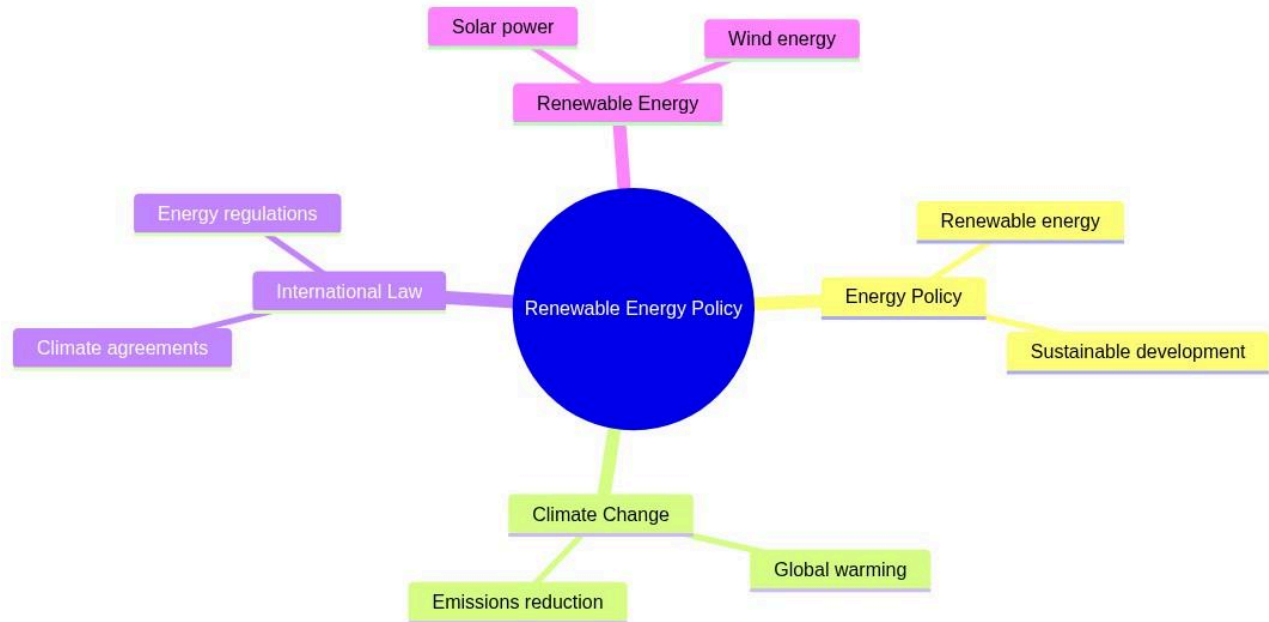 Solar power
Wind energy
Renewable Energy
Energy regulations
Renewable energy
International Law
Renewable Energy Policy
Energy Policy
Climate agreements
Sustainable development
Climate Change
Global warming
Emissions reduction